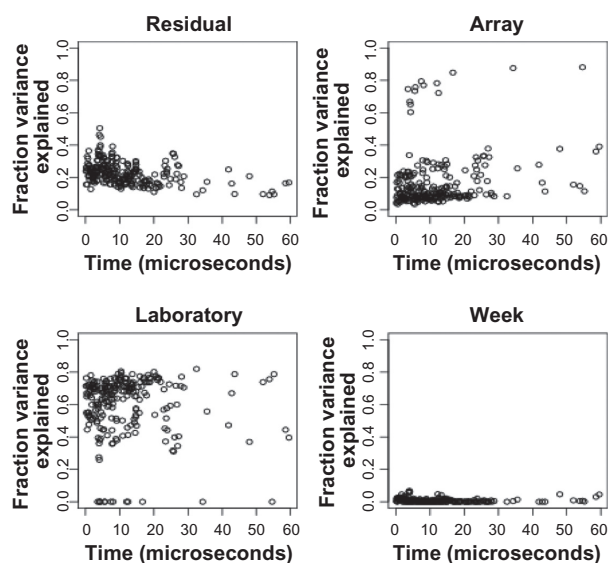 Residual
Fraction variance
explained
1.0
0.8
0.6
0.4
0.2
0.0
0 10 20 30 40 50 60
Time (microseconds)
Array
Fraction variance
explained
1.0
0.8
0.6
0.4
0.2
0.0
0 10 20 30 40 50 60
Time (microseconds)
Laboratory
Fraction variance
explained
1.0
0.8
0.6
0.4
0.2
0.0
0 10 20 30 40 50 60
Time (microseconds)
Week
Fraction variance
explained
1.0
0.8
0.6
0.4
0.2
0.0
0 10 20 30 40 50 60
Time (microseconds)